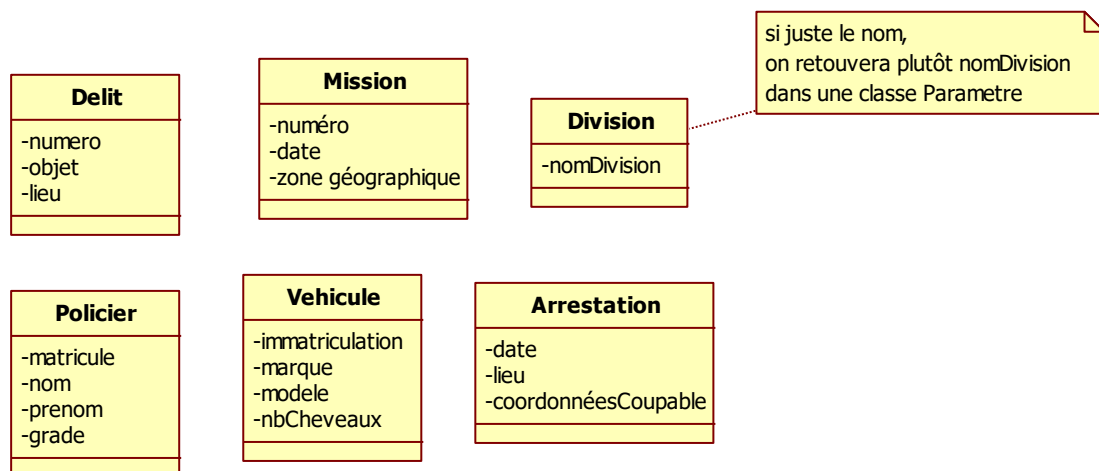 si juste le nom,
on retouvera plutôt nomDivision
dans une classe Parametre
Delit
-numero
-objet
-lieu
Mission
-numéro
-date
-zone géographique
Division
-nomDivision
Policier
-matricule
-nom
-prenom
-grade
Vehicule
-immatriculation
-marque
-modele
-nbCheveaux
Arrestation
-date
-lieu
-coordonnéesCoupable